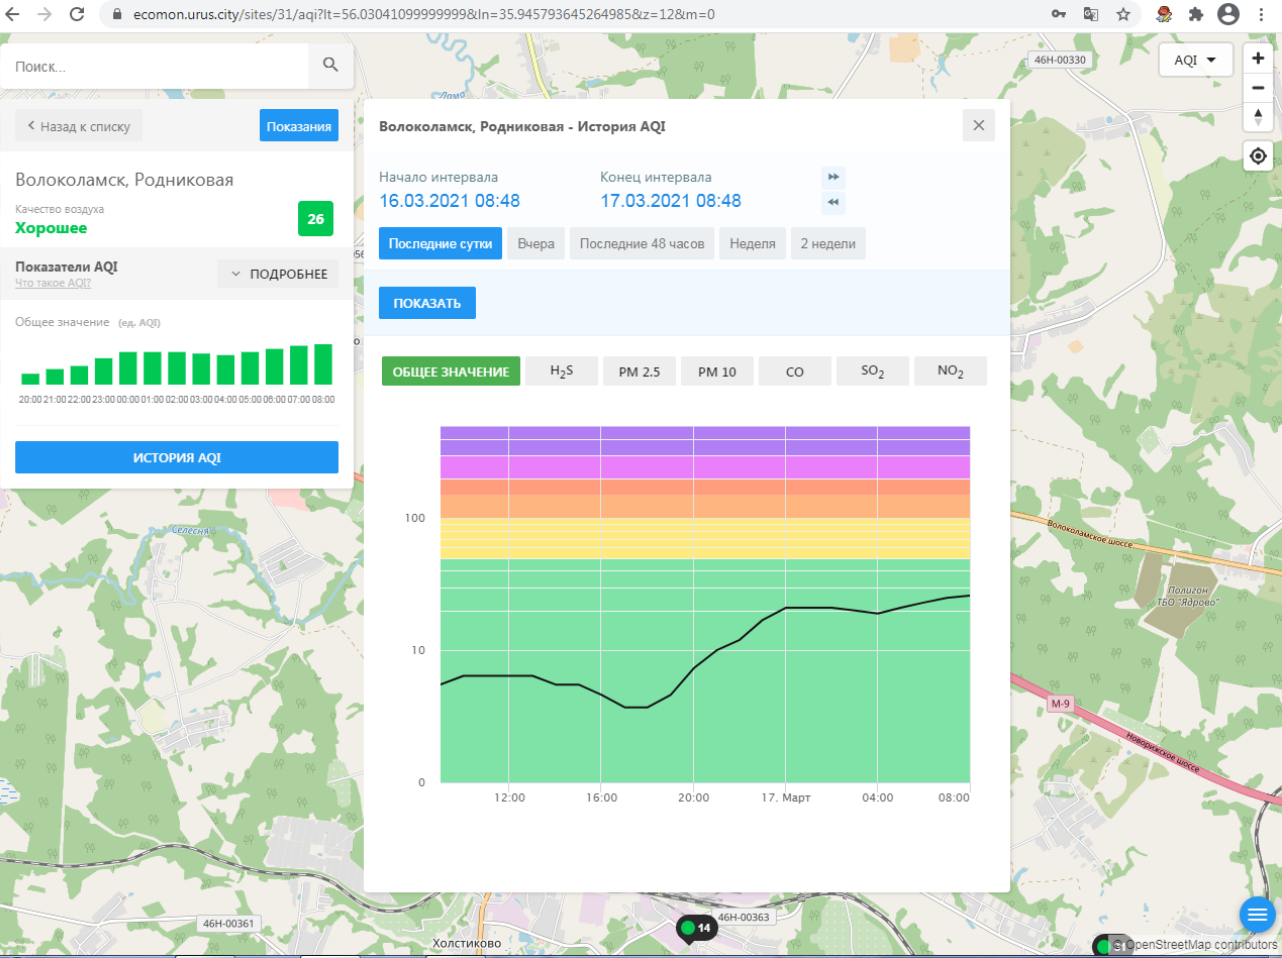 ecomon.urus.city/sites/31/aqi?lt=56.03041099999999&ln=35.945793645264985&z=12&m=0
Поиск...
Назад к списку
Показания
Волоколамск, Родниковая
Качество воздуха
Хорошее
26
Показатели AQI
Что такое AQI?
ПОДРОБНЕЕ
Общее значение (ед. AQI)
20:00 21:00 22:00 23:00 00:00 01:00 02:00 03:00 04:00 05:00 06:00 07:00 08:00
ИСТОРИЯ AQI
Волоколамск, Родниковая - История AQI
Начало интервала
Конец интервала
16.03.2021 08:48
17.03.2021 08:48
Последние сутки
Вчера
Последние 48 часов
Неделя
2 недели
ПОКАЗАТЬ
ОБЩЕЕ ЗНАЧЕНИЕ
H2S
PM 2.5
PM 10
CO
SO2
NO2
100
10
0
12:00
16:00
20:00
17. Март
04:00
08:00
AQI
46Н-00330
Лама
Селесня
Волоколамское шоссе
Полигон
ТБО "Ядрово"
М-9
Новорижское шоссе
46Н-00361
46Н-00363
14
Холстиково
© OpenStreetMap contributors